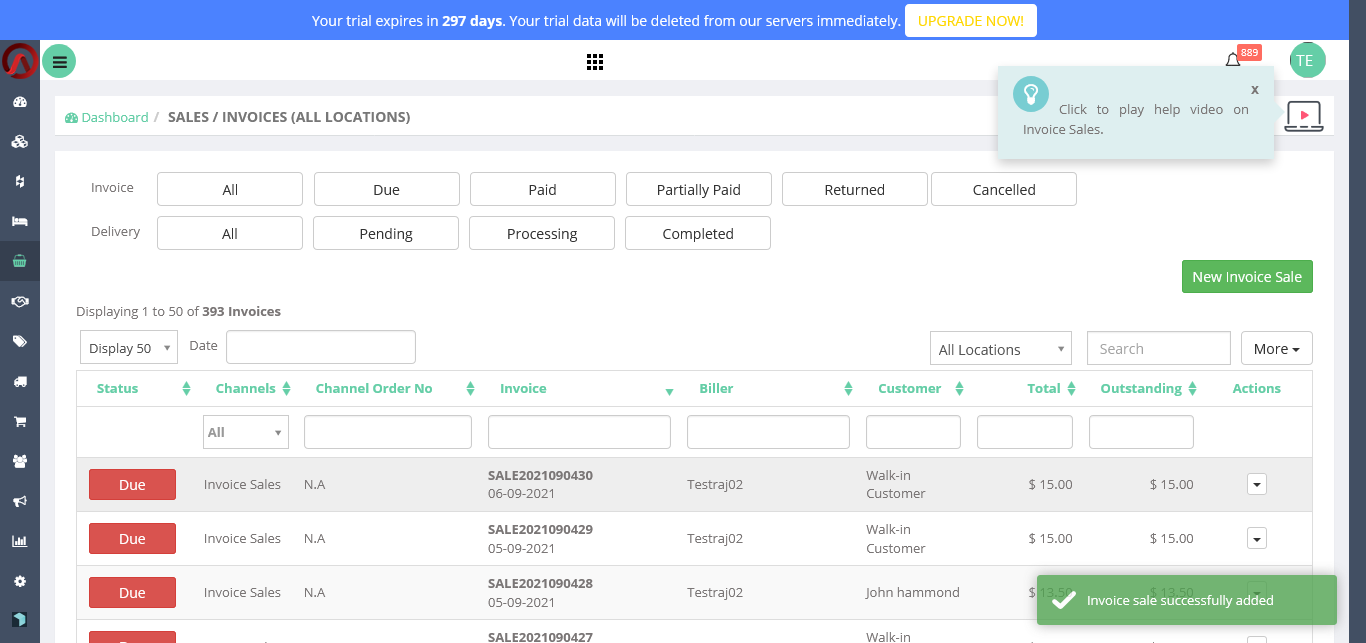 Your trial expires in 297 days. Your trial data will be deleted from our servers immediately. UPGRADE NOW!
889
TE
x
Click to play help video on
Invoice Sales.
Dashboard / SALES / INVOICES (ALL LOCATIONS)
Invoice All Due Paid Partially Paid Returned Cancelled
Delivery All Pending Processing Completed
New Invoice Sale
Displaying 1 to 50 of 393 Invoices
Display 50 Date All Locations Search More
Status Channels Channel Order No Invoice Biller Customer Total Outstanding Actions
All
Due Invoice Sales N.A SALE2021090430 Testraj02 Walk-in $ 15.00 $ 15.00
06-09-2021 Customer
Due Invoice Sales N.A SALE2021090429 Testraj02 Walk-in $ 15.00 $ 15.00
05-09-2021 Customer
Due Invoice Sales N.A SALE2021090428 Testraj02 John hammond $ 13.50 $ 13.50
05-09-2021
Invoice sale successfully added
Due SALE2021090427 Walk-in